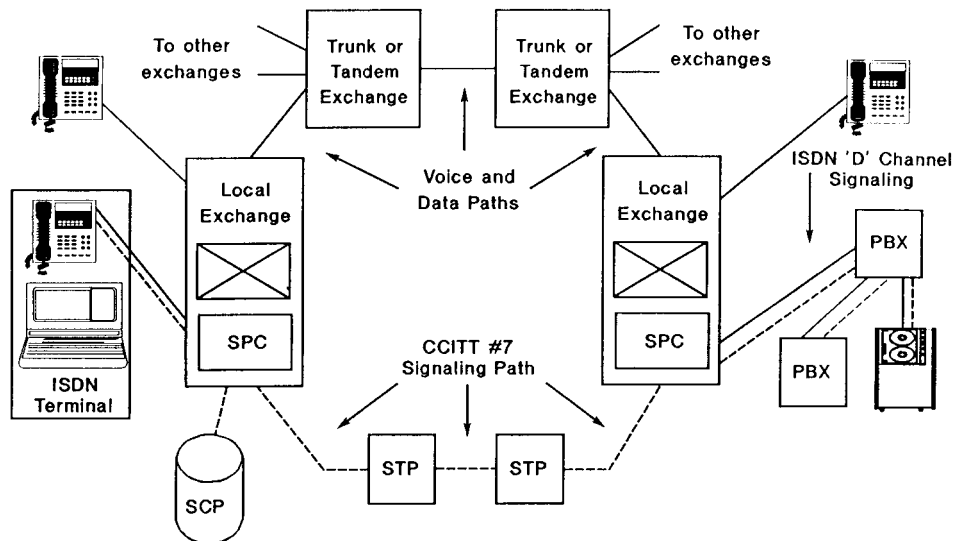 To other
exchanges
Trunk or
Tandem
Exchange
Trunk or
Tandem
Exchange
To other
exchanges
Local
Exchange
SPC
Voice and
Data Paths
Local
Exchange
SPC
ISDN 'D' Channel
Signaling
PBX
PBX
ISDN
Terminal
CCITT #7
Signaling Path
STP
STP
SCP